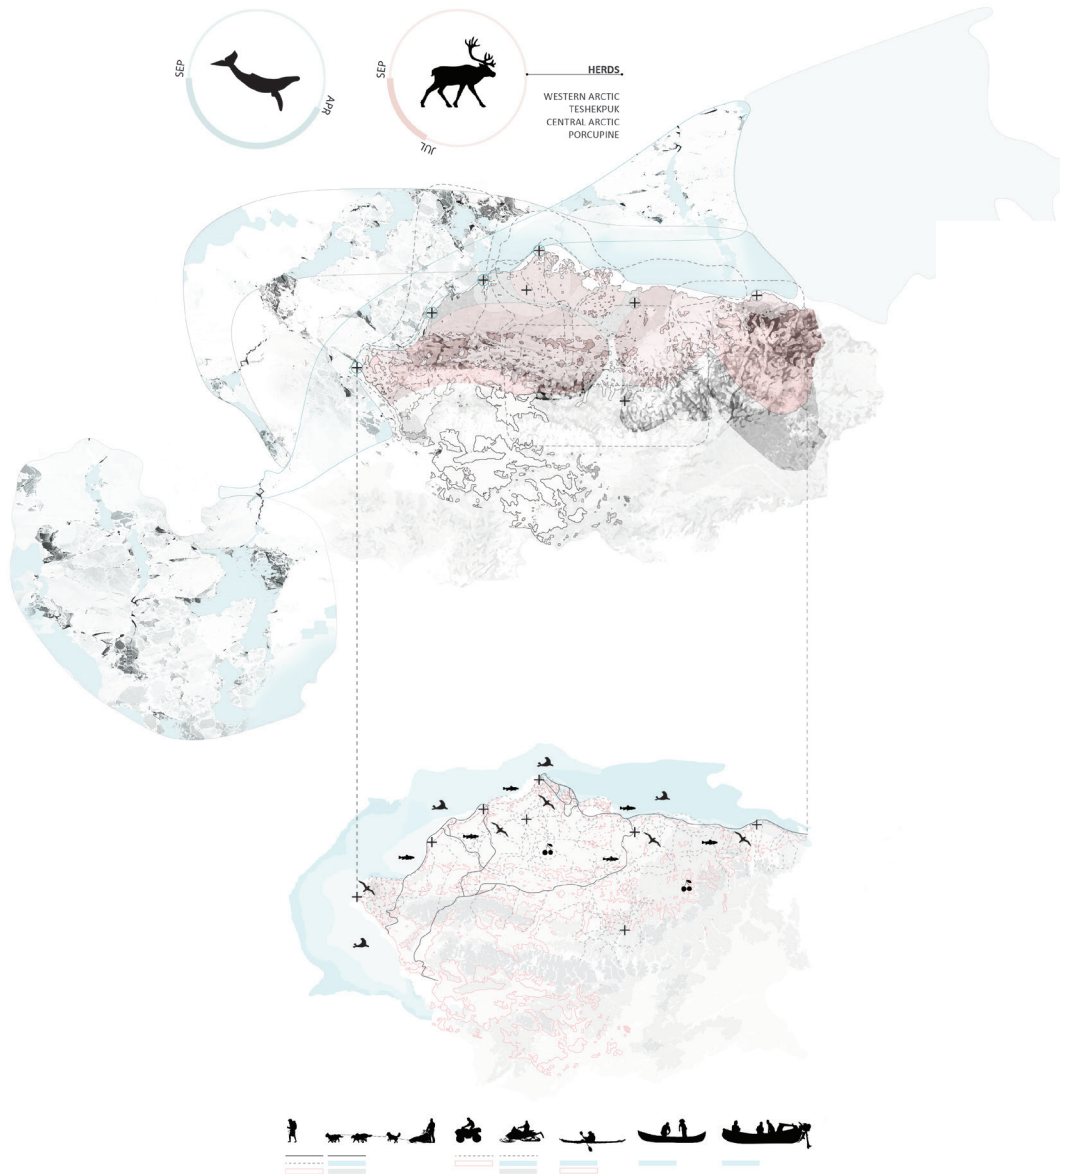 SEP
APR
SEP
JUL
HERDS
WESTERN ARCTIC
TESHEKPUK
CENTRAL ARCTIC
PORCUPINE